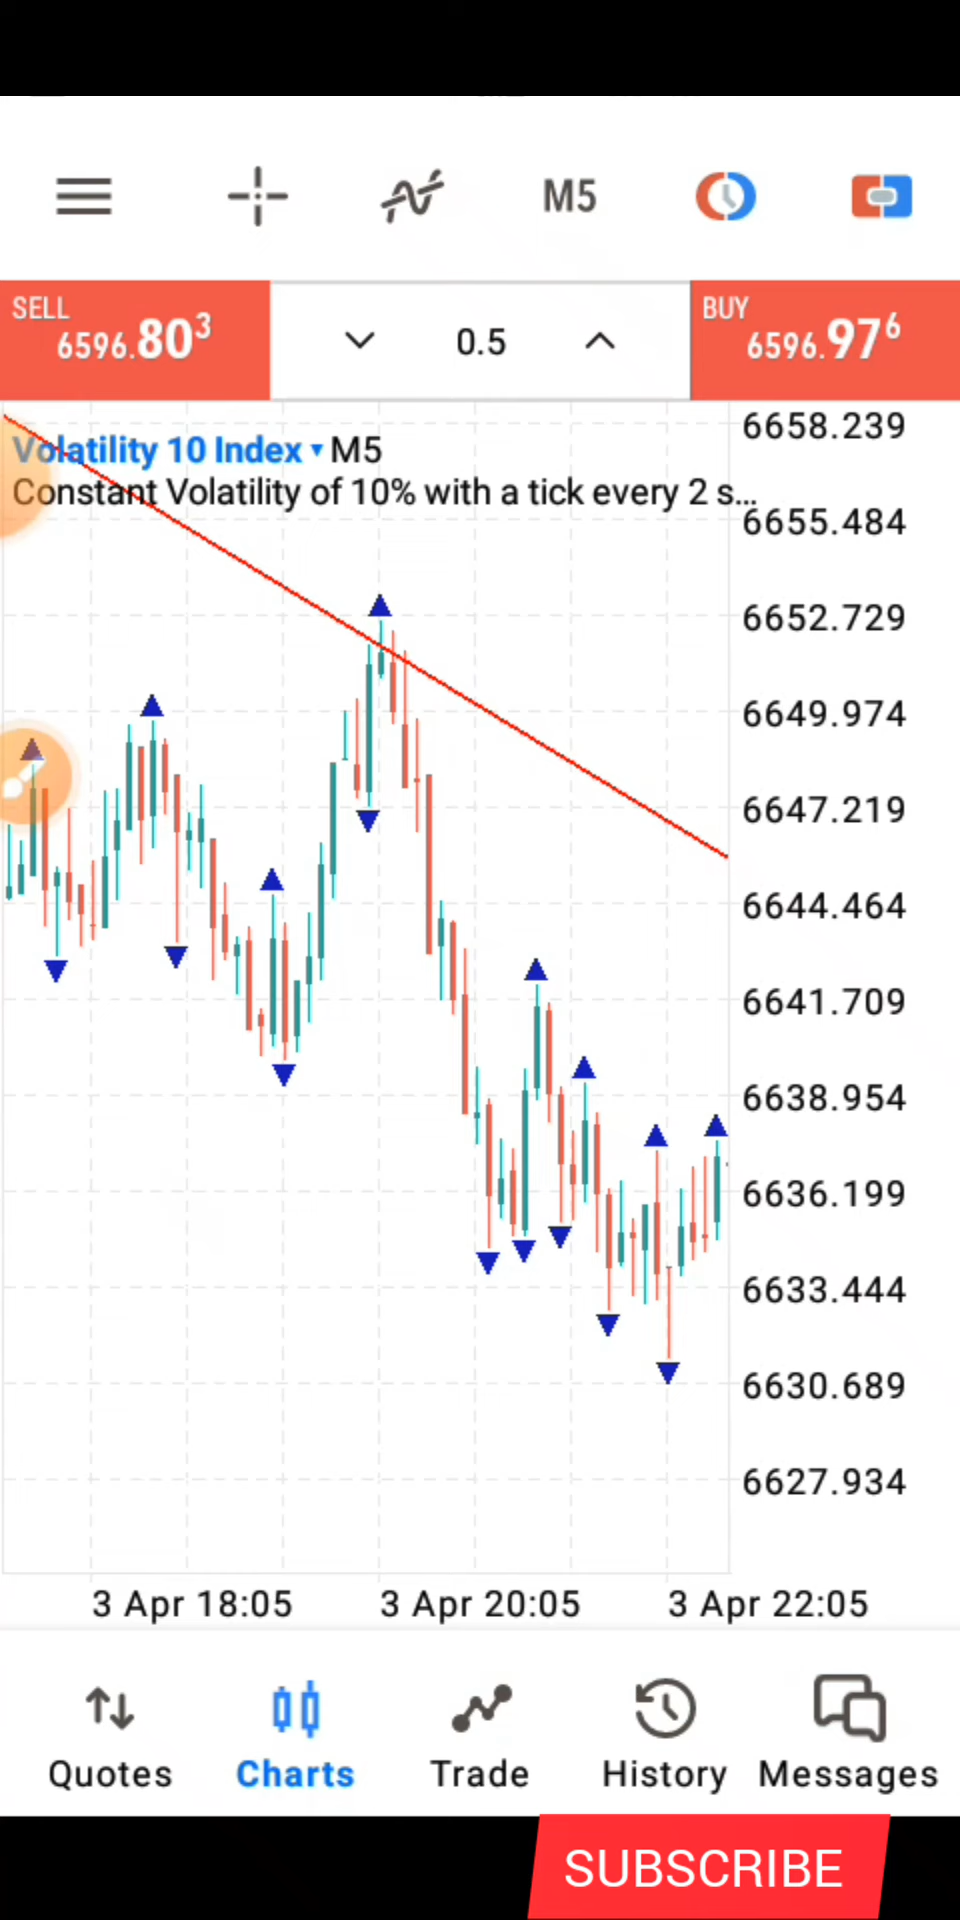 M5
SELL
6596.803
0.5
BUY
6596.976
Volatility 10 Index ▾ M5
Constant Volatility of 10% with a tick every 2 s...
6658.239
6655.484
6652.729
6649.974
6647.219
6644.464
6641.709
6638.954
6636.199
6633.444
6630.689
6627.934
3 Apr 18:05 3 Apr 20:05 3 Apr 22:05
Quotes Charts Trade History Messages
SUBSCRIBE